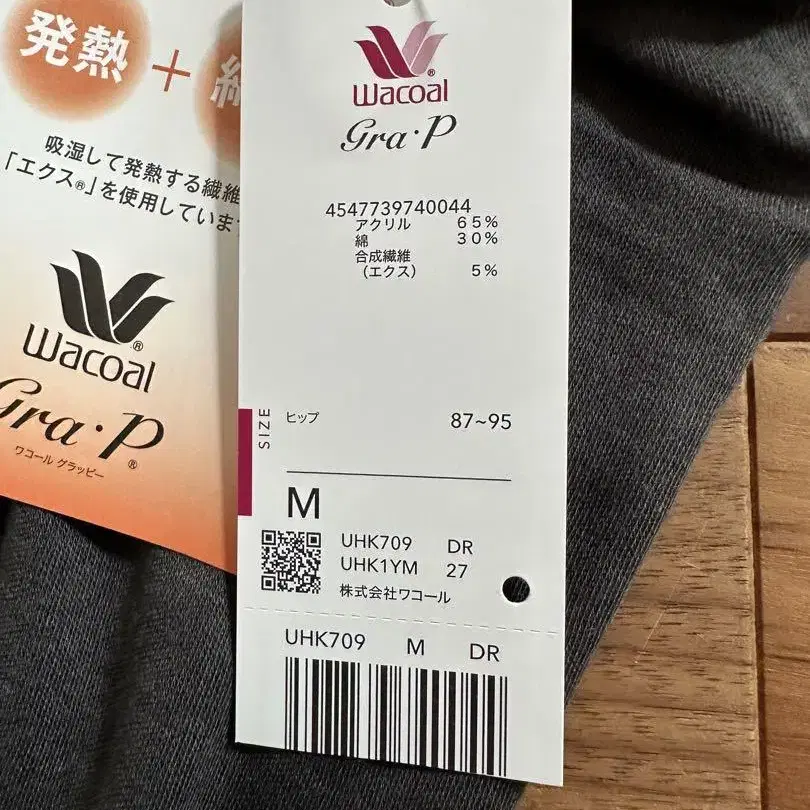 発熱 +
吸湿して発熱する繊維
「エクス®」を使用していま
Wacoal®
Gra・P®
ワコール グラッピー
Wacoal®
Gra・P
4547739740044
アクリル 65%
綿 30%
合成繊維
(エクス) 5%
SIZE
ヒップ 87~95
M
UHK709 DR
UHK1YM 27
株式会社ワコール
UHK709 M DR